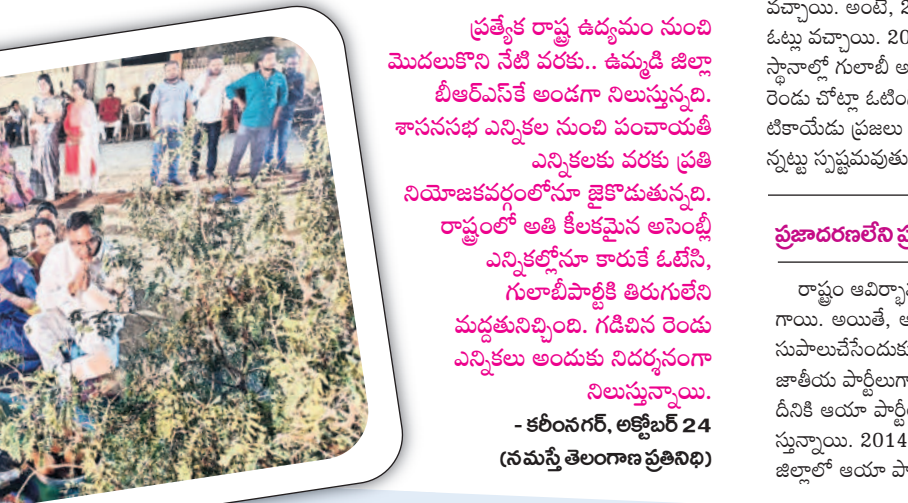 ప్రత్యేక రాష్ట్ర ఉద్యమం నుంచి
మొదలుకొని నేటి వరకు.. ఉమ్మడి జిల్లా
బీఆర్ఎస్‌కే అండగా నిలుస్తున్నది.
శాసనసభ ఎన్నికల నుంచి పంచాయతీ
ఎన్నికలకు వరకు ప్రతి
నియోజకవర్గంలోనూ జైకొడుతున్నది.
రాష్ట్రంలో అతి కీలకమైన అసెంబ్లీ
ఎన్నికల్లోనూ కారుకే ఓటేసి,
గులాబీపార్టీకి తిరుగులేని
మద్దతునిచ్చింది. గడిచిన రెండు
ఎన్నికలు అందుకు నిదర్శనంగా
నిలుస్తున్నాయి.
- కరీంనగర్, అక్టోబర్ 24
(నమస్తే తెలంగాణ ప్రతినిధి)
వచ్చాయి. అంటే, 2
ఓట్లు వచ్చాయి. 20
స్థానాల్లో గులాబీ అ
రెండు చోట్లా ఓటిం
టికాయేడు ప్రజలు
న్నట్టు స్పష్టమవుతు
ప్రజాదరణలేని ప్ర
రాష్ట్రం ఆవిర్భా
గాయి. అయితే, ఆ
సుపాలుచేసేందుకు
జాతీయ పార్టీలుగా
దీనికి ఆయా పార్టీ
స్తున్నాయి. 2014
జిల్లాలో ఆయా పా